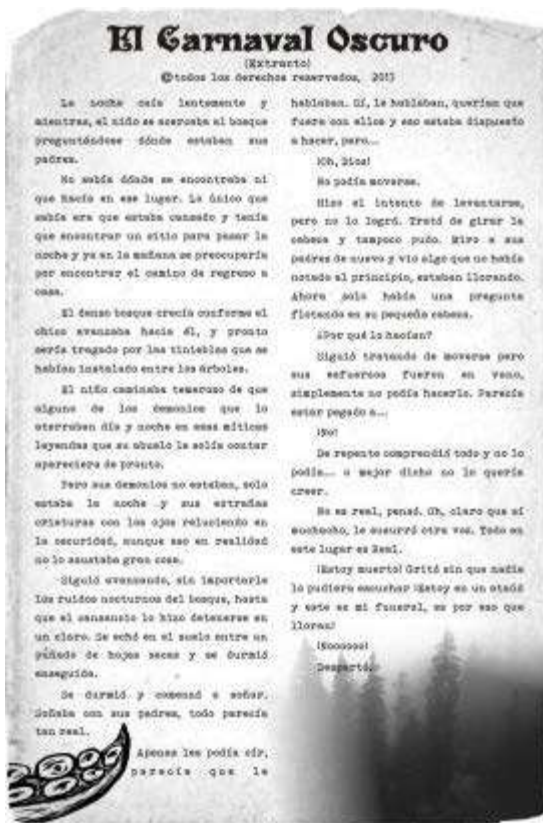 El Carnaval Oscuro
(Extracto)
©todos los derechos reservados, 2013
La noche caía lentamente y
mientras, el niño se acercaba al bosque
preguntándose dónde estaban sus
padres.
No sabía dónde se encontraba ni
que hacía en ese lugar. Lo único que
sabía era que estaba cansado y tenía
que encontrar un sitio para pasar la
noche y ya en la mañana se preocuparía
por encontrar el camino de regreso a
casa.
El denso bosque crecía conforme el
chico avanzaba hacia él, y pronto
sería tragado por las tinieblas que se
habían instalado entre los árboles.
El niño caminaba temeroso de que
alguno de los demonios que lo
aterraban día y noche en esas míticas
leyendas que su abuelo le solía contar
apareciera de pronto.
Pero sus demonios no estaban, solo
estaba la noche y sus extrañas
criaturas con los ojos reluciendo en
la oscuridad, aunque eso en realidad
no lo asustaba gran cosa.
Siguió avanzando, sin importarle
los ruidos nocturnos del bosque, hasta
que el cansancio lo hizo detenerse en
un claro. Se echó en el suelo entre un
puñado de hojas secas y se durmió
enseguida.
Se durmió y comenzó a soñar.
Soñaba con sus padres, todo parecía
tan real.
Apenas les podía oír,
parecía que le
hablaban. Sí, le hablaban, querían que
fuera con ellos y eso estaba dispuesto
a hacer, pero...
¡Oh, Dios!
No podía moverse.
Hizo el intento de levantarse,
pero no lo logró. Trató de girar la
cabeza y tampoco pudo. Miro a sus
padres de nuevo y vio algo que no había
notado al principio, estaban llorando.
Ahora solo había una pregunta
flotando en su pequeña cabeza.
¿Por qué lo hacían?
Siguió tratando de moverse pero
sus esfuerzos fueron en vano,
simplemente no podía hacerlo. Parecía
estar pegado a...
¡No!
De repente comprendió todo y no lo
podía... o mejor dicho no lo quería
creer.
No es real, pensó. Oh, claro que sí
muchacho, le susurró otra voz. Todo en
este lugar es Real.
¡Estoy muerto! Gritó sin que nadie
lo pudiera escuchar ¡Estoy en un ataúd
y este es mi funeral, es por eso que
lloran!
¡Nooooo!
Despertó.